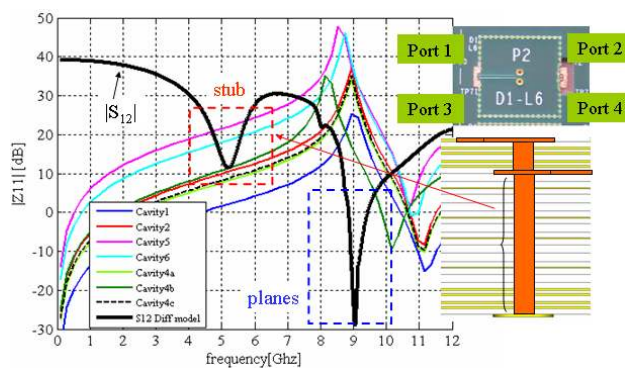 50
40
30
20
10
0
-10
-20
-30
|Z11| [dB]
|S12|
stub
planes
Cavity1
Cavity2
Cavity5
Cavity6
Cavity4a
Cavity4b
Cavity4c
S12 Diff model
0 1 2 3 4 5 6 7 8 9 10 11 12
frequency[Ghz]
Port 1
Port 2
Port 3
Port 4
D1
L6
P2
D1-L6